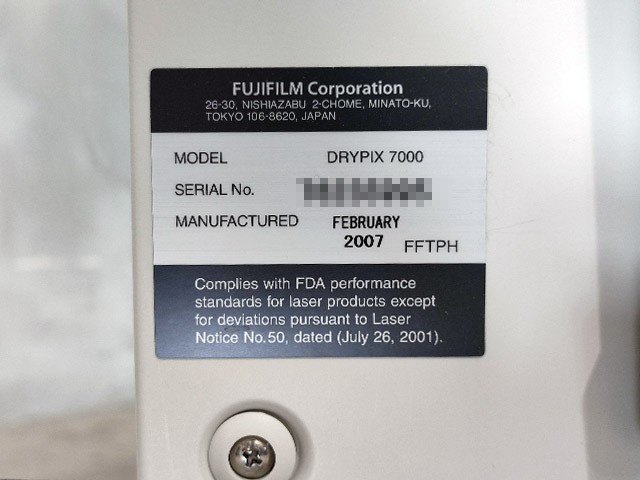 FUJIFILM Corporation
26-30, NISHIAZABU 2-CHOME, MINATO-KU,
TOKYO 106-8620, JAPAN
MODEL DRYPIX 7000
SERIAL No.
MANUFACTURED FEBRUARY
2007 FFTPH
Complies with FDA performance
standards for laser products except
for deviations pursuant to Laser
Notice No.50, dated (July 26, 2001).